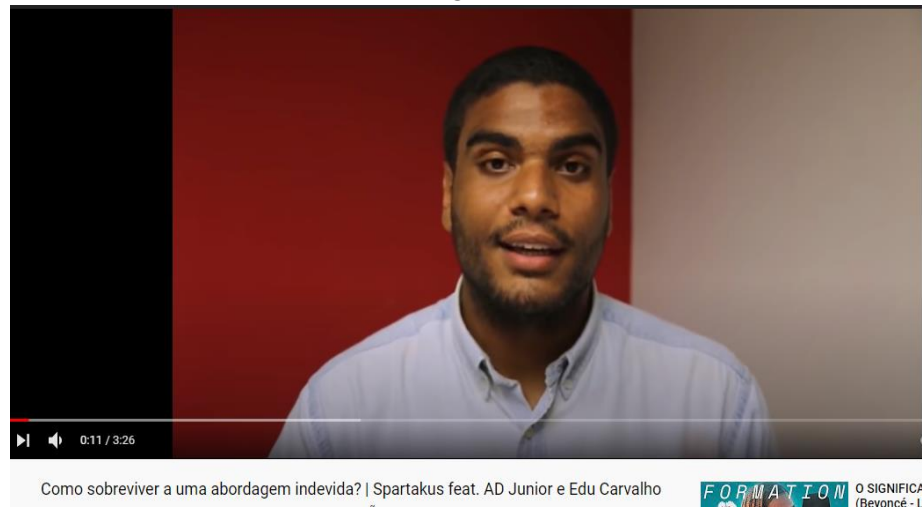 0:11 / 3:26
Como sobreviver a uma abordagem indevida? | Spartakus feat. AD Junior e Edu Carvalho
FORMATION
O SIGNIFICA
(Beyoncé - L